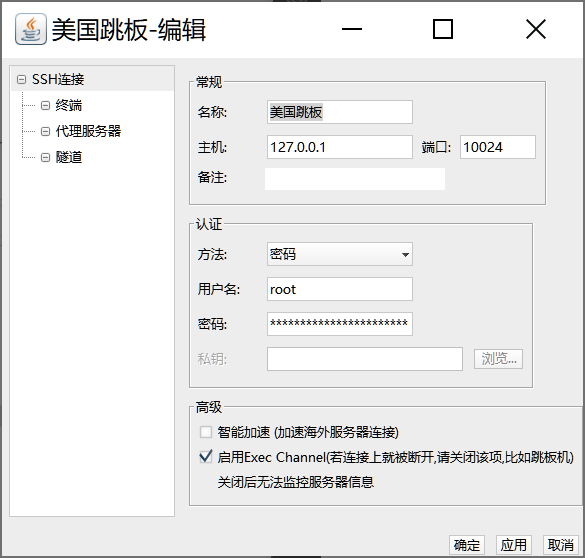 美国跳板-编辑
SSH连接
终端
代理服务器
隧道
常规
名称: 美国跳板
主机: 127.0.0.1 端口: 10024
备注:
认证
方法: 密码
用户名: root
密码: ***********************
私钥: 浏览...
高级
智能加速 (加速海外服务器连接)
启用Exec Channel(若连接上就被断开,请关闭该项,比如跳板机)
关闭后无法监控服务器信息
确定 应用 取消